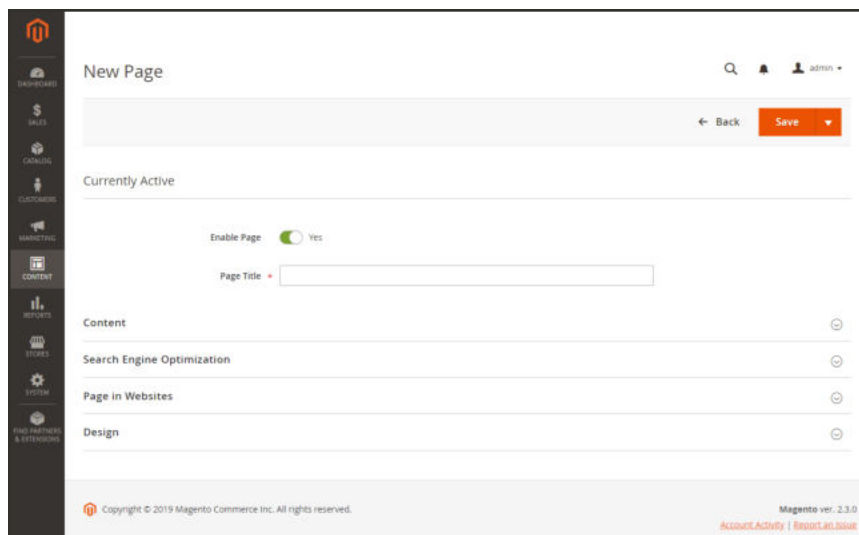 New Page
admin
DASHBOARD
SALES
CATALOG
CUSTOMERS
MARKETING
CONTENT
REPORTS
STORES
SYSTEM
FIND PARTNERS
& EXTENSIONS
Back
Save
Currently Active
Enable Page Yes
Page Title *
Content
Search Engine Optimization
Page in Websites
Design
Copyright © 2019 Magento Commerce Inc. All rights reserved.
Magento ver. 2.3.0
Account Activity | Report an Issue